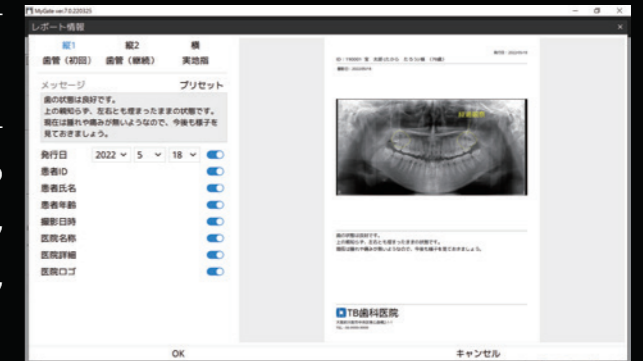 MyGate ver.7.0.220325
レポート情報
縦1 縦2 横
歯管（初回） 歯管（継続） 実地指
メッセージ プリセット
歯の状態は良好です。
上の親知らず、左右とも埋まったままの状態です。
現在は腫れや痛みが無いようなので、今後も様子を
見ておきましょう。
発行日 2022 5 18
患者ID
患者氏名
患者年齢
撮影日時
医院名称
医院詳細
医院ロゴ
歯の状態は良好です。
上の親知らず、左右とも埋まったままの状態です。
現在は腫れや痛みが無いようなので、今後も様子を見ておきましょう。
TB歯科医院
OK キャンセル